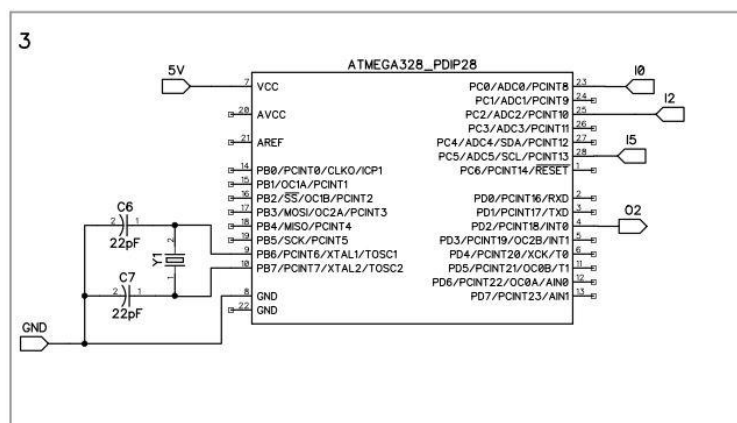 3
ATMEGA328_PDIP28
5V
7 VCC
20 AVCC
21 AREF
14 PB0/PCINT0/CLKO/ICP1
15 PB1/OC1A/PCINT1
16 PB2/SS/OC1B/PCINT2
17 PB3/MOSI/OC2A/PCINT3
18 PB4/MISO/PCINT4
19 PB5/SCK/PCINT5
9 PB6/PCINT6/XTAL1/TOSC1
10 PB7/PCINT7/XTAL2/TOSC2
8 GND
22 GND
PC0/ADC0/PCINT8 23 I0
PC1/ADC1/PCINT9 24
PC2/ADC2/PCINT10 25 I2
PC3/ADC3/PCINT11 26
PC4/ADC4/SDA/PCINT12 27
PC5/ADC5/SCL/PCINT13 28 I5
PC6/PCINT14/RESET 1
PD0/PCINT16/RXD 2
PD1/PCINT17/TXD 3
PD2/PCINT18/INT0 4 O2
PD3/PCINT19/OC2B/INT1 5
PD4/PCINT20/XCK/T0 6
PD5/PCINT21/OC0B/T1 11
PD6/PCINT22/OC0A/AIN0 12
PD7/PCINT23/AIN1 13
C6
2 1
22pF
2
Y1
1
C7
2 1
22pF
GND